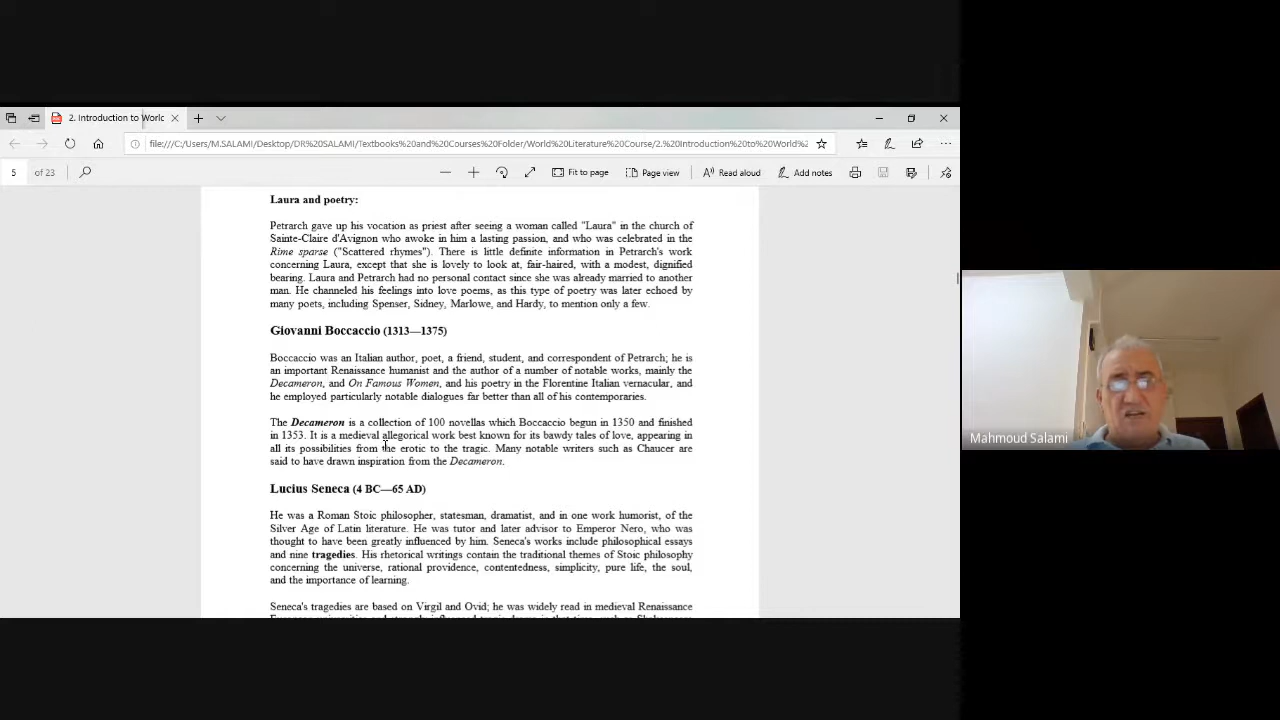 2. Introduction to Worlc
file:///C:/Users/M.SALAMI/Desktop/DR%20SALAMI/Textbooks%20and%20Courses%20Folder/World%20Literature%20Course/2.%20Introduction%20to%20World%2
5 of 23
Fit to page
Page view
Read aloud
Add notes
Laura and poetry:
Petrarch gave up his vocation as priest after seeing a woman called "Laura" in the church of
Sainte-Claire d'Avignon who awoke in him a lasting passion, and who was celebrated in the
Rime sparse ("Scattered rhymes"). There is little definite information in Petrarch's work
concerning Laura, except that she is lovely to look at, fair-haired, with a modest, dignified
bearing. Laura and Petrarch had no personal contact since she was already married to another
man. He channeled his feelings into love poems, as this type of poetry was later echoed by
many poets, including Spenser, Sidney, Marlowe, and Hardy, to mention only a few.
Giovanni Boccaccio (1313—1375)
Boccaccio was an Italian author, poet, a friend, student, and correspondent of Petrarch; he is
an important Renaissance humanist and the author of a number of notable works, mainly the
Decameron, and On Famous Women, and his poetry in the Florentine Italian vernacular, and
he employed particularly notable dialogues far better than all of his contemporaries.
The Decameron is a collection of 100 novellas which Boccaccio begun in 1350 and finished
in 1353. It is a medieval allegorical work best known for its bawdy tales of love, appearing in
all its possibilities from the erotic to the tragic. Many notable writers such as Chaucer are
said to have drawn inspiration from the Decameron.
Lucius Seneca (4 BC—65 AD)
He was a Roman Stoic philosopher, statesman, dramatist, and in one work humorist, of the
Silver Age of Latin literature. He was tutor and later advisor to Emperor Nero, who was
thought to have been greatly influenced by him. Seneca's works include philosophical essays
and nine tragedies. His rhetorical writings contain the traditional themes of Stoic philosophy
concerning the universe, rational providence, contentedness, simplicity, pure life, the soul,
and the importance of learning.
Seneca's tragedies are based on Virgil and Ovid; he was widely read in medieval Renaissance
Mahmoud Salami